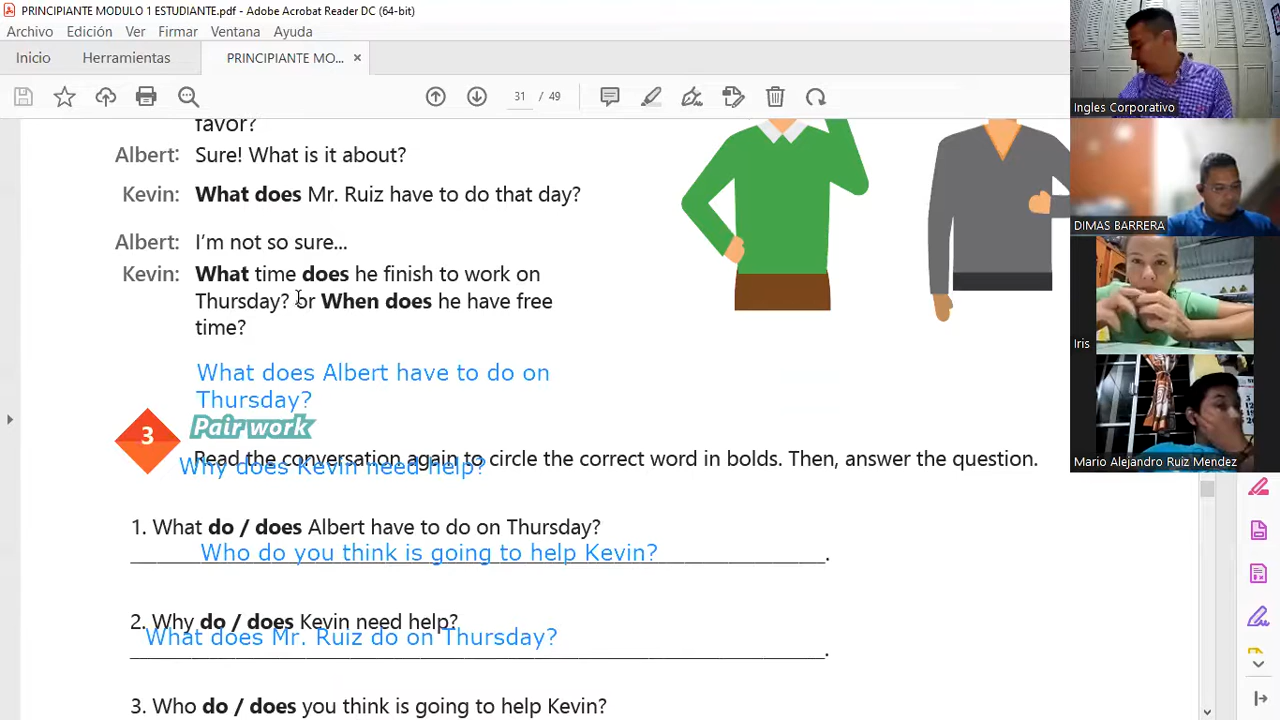 PRINCIPIANTE MODULO 1 ESTUDIANTE.pdf - Adobe Acrobat Reader DC (64-bit)
Archivo Edición Ver Firmar Ventana Ayuda
Inicio Herramientas PRINCIPIANTE MO... ×
31 / 49
favor?
Albert: Sure! What is it about?
Kevin: What does Mr. Ruiz have to do that day?
Albert: I'm not so sure...
Kevin: What time does he finish to work on
Thursday? or When does he have free
time?
What does Albert have to do on
Thursday?
3 Pair work
Read the conversation again to circle the correct word in bolds. Then, answer the question.
Why does Kevin need help?
1. What do / does Albert have to do on Thursday?
Who do you think is going to help Kevin?
2. Why do / does Kevin need help?
What does Mr. Ruiz do on Thursday?
3. Who do / does you think is going to help Kevin?
Ingles Corporativo
DIMAS BARRERA
Iris
Mario Alejandro Ruiz Mendez